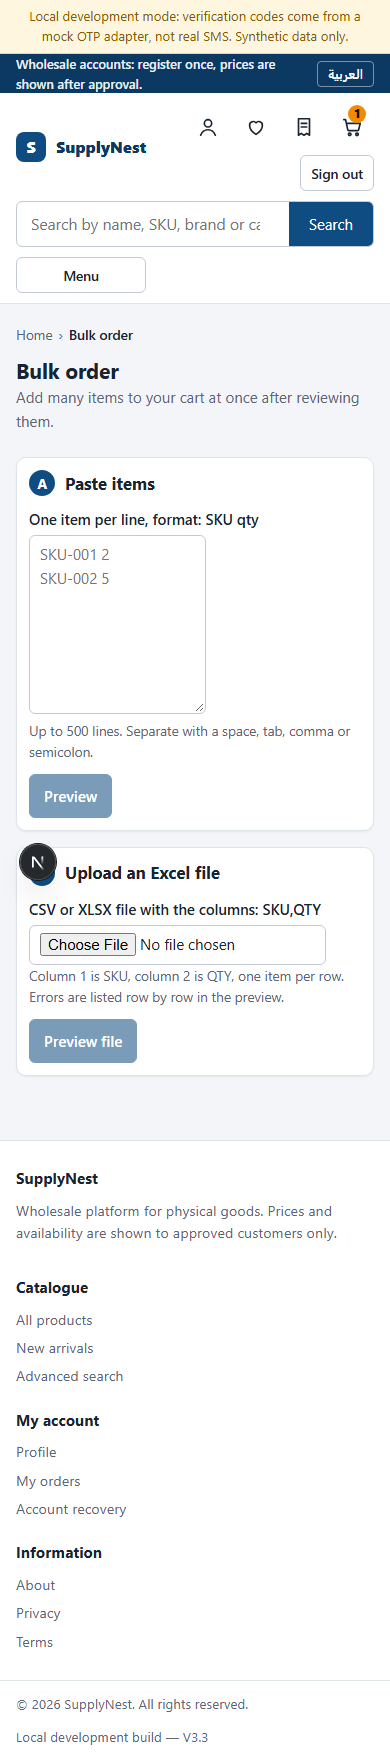 Local development mode: verification codes come from a
mock OTP adapter, not real SMS. Synthetic data only.
Wholesale accounts: register once, prices are
shown after approval.
العربية
1
S SupplyNest
Sign out
Search by name, SKU, brand or ca
Search
Menu
Home › Bulk order
Bulk order
Add many items to your cart at once after reviewing
them.
A Paste items
One item per line, format: SKU qty
SKU-001 2
SKU-002 5
Up to 500 lines. Separate with a space, tab, comma or
semicolon.
Preview
N
Upload an Excel file
CSV or XLSX file with the columns: SKU,QTY
Choose File No file chosen
Column 1 is SKU, column 2 is QTY, one item per row.
Errors are listed row by row in the preview.
Preview file
SupplyNest
Wholesale platform for physical goods. Prices and
availability are shown to approved customers only.
Catalogue
All products
New arrivals
Advanced search
My account
Profile
My orders
Account recovery
Information
About
Privacy
Terms
© 2026 SupplyNest. All rights reserved.
Local development build — V3.3